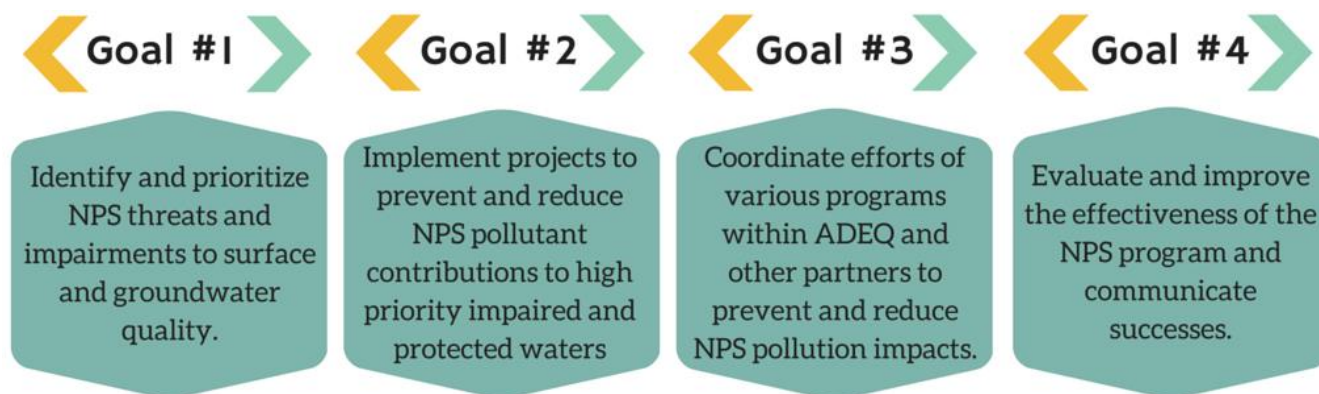 Goal #1
Identify and prioritize
NPS threats and
impairments to surface
and groundwater
quality.
Goal #2
Implement projects to
prevent and reduce
NPS pollutant
contributions to high
priority impaired and
protected waters
Goal #3
Coordinate efforts of
various programs
within ADEQ and
other partners to
prevent and reduce
NPS pollution impacts.
Goal #4
Evaluate and improve
the effectiveness of the
NPS program and
communicate
successes.